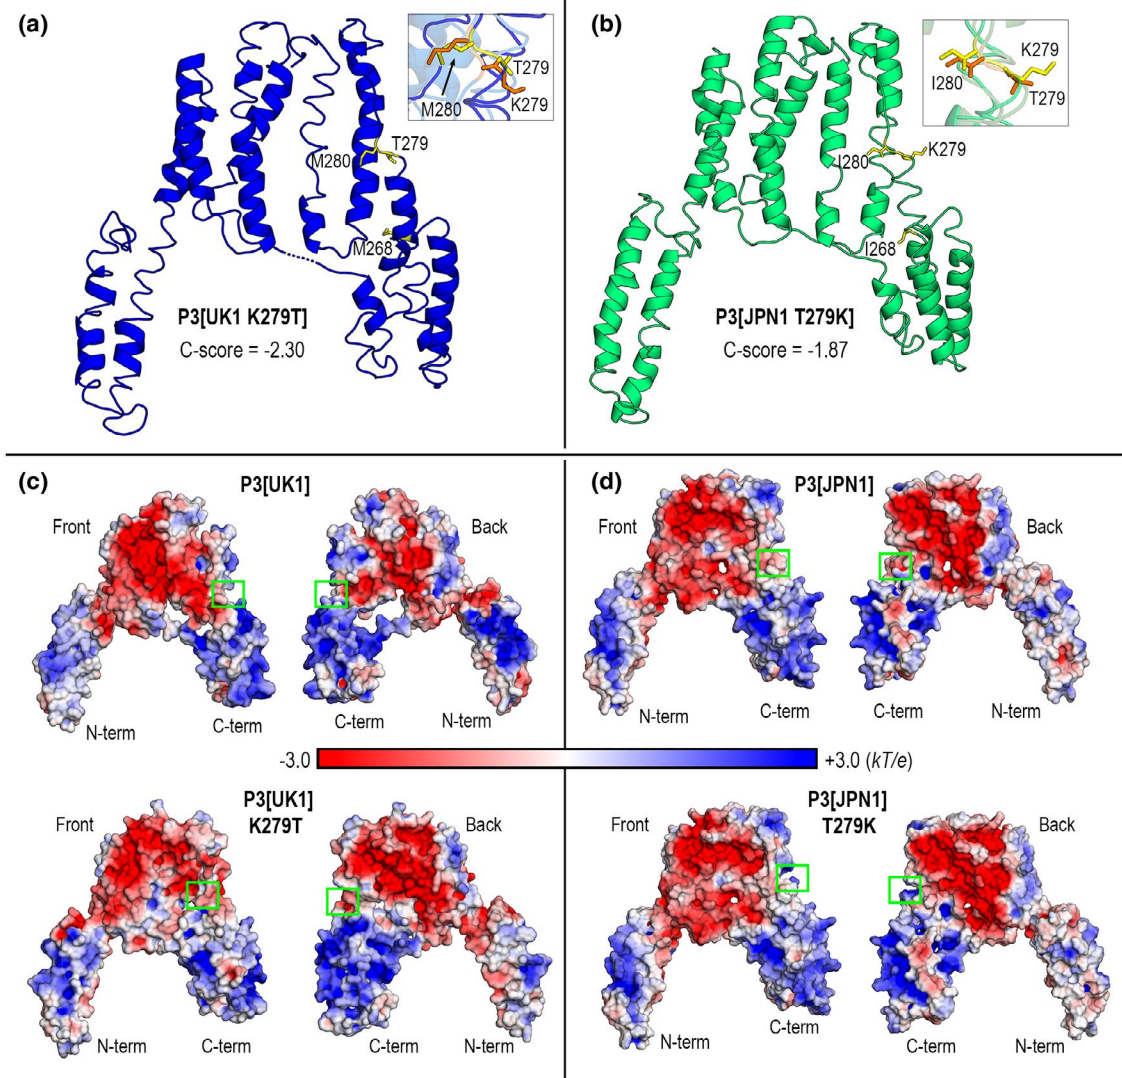 (a)
T279
M280
K279
T279
M280
M268
P3[UK1 K279T]
C-score = -2.30
(b)
K279
I280
T279
K279
I280
I268
P3[JPN1 T279K]
C-score = -1.87
(c)
P3[UK1]
Front
Back
N-term
C-term
C-term
N-term
(d)
P3[JPN1]
Front
Back
N-term
C-term
C-term
N-term
-3.0
+3.0 (kT/e)
P3[UK1]
K279T
Front
Back
N-term
C-term
C-term
N-term
P3[JPN1]
T279K
Front
Back
N-term
C-term
C-term
N-term